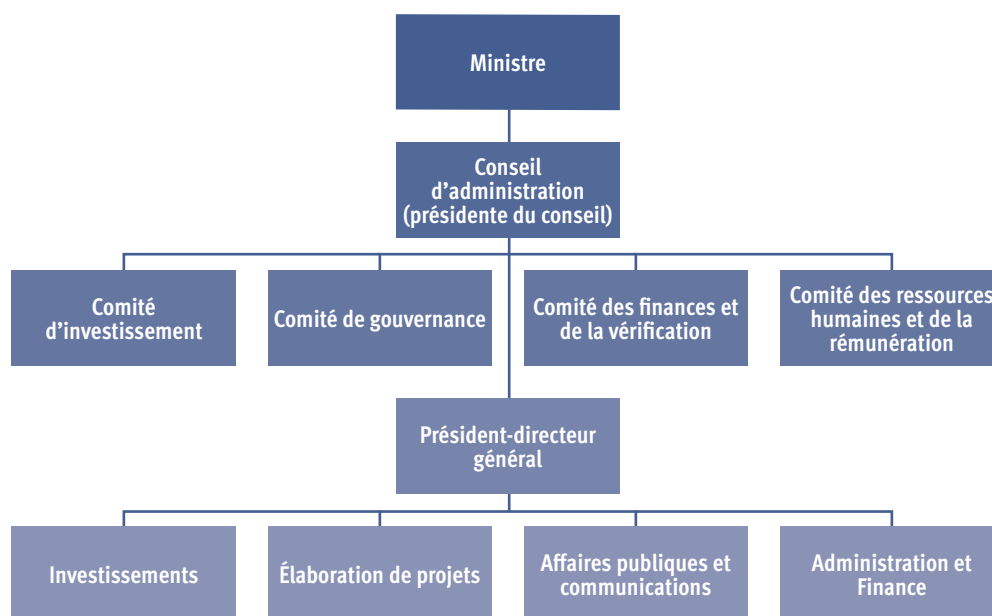 Ministre
Conseil
d'administration
(présidente du conseil)
Comité
d'investissement
Comité de gouvernance
Comité des finances et
de la vérification
Comité des ressources
humaines et de la
rémunération
Président-directeur
général
Investissements
Élaboration de projets
Affaires publiques et
communications
Administration et
Finance